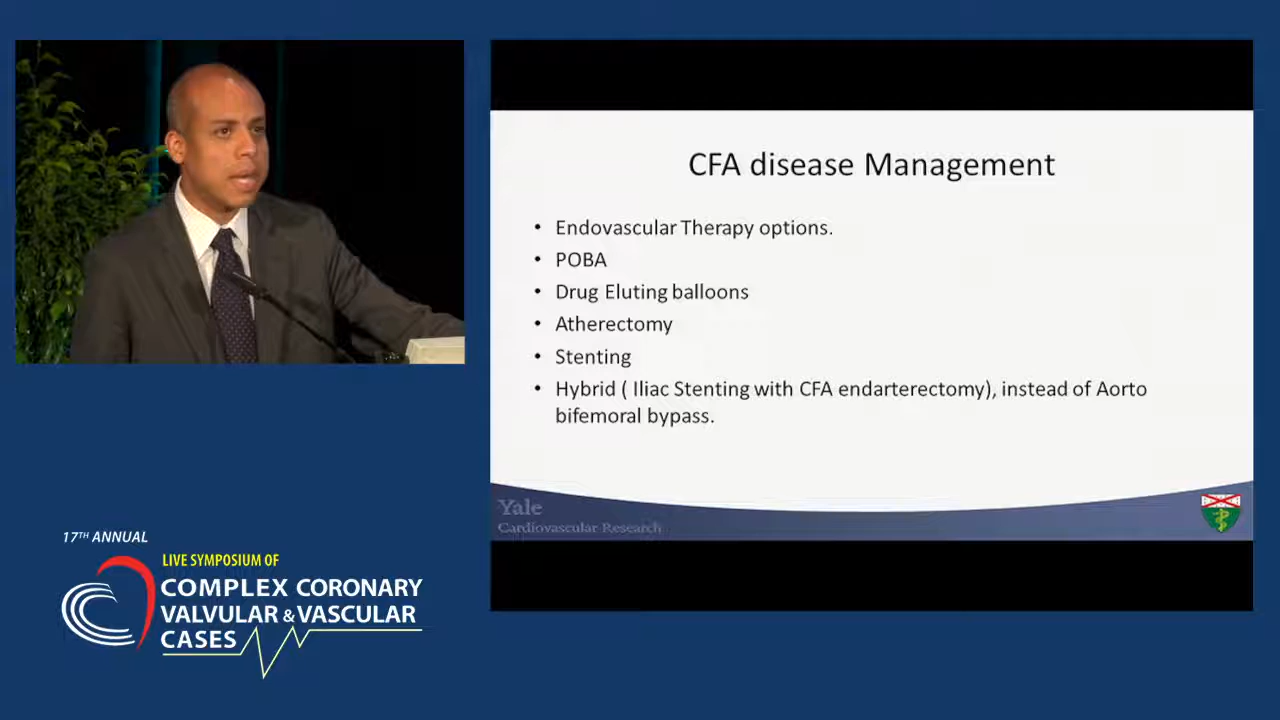 CFA disease Management
• Endovascular Therapy options.
• POBA
• Drug Eluting balloons
• Atherectomy
• Stenting
• Hybrid ( Iliac Stenting with CFA endarterectomy), instead of Aorto
bifemoral bypass.
Yale
Cardiovascular Research
17TH ANNUAL
LIVE SYMPOSIUM OF
COMPLEX CORONARY
VALVULAR & VASCULAR
CASES